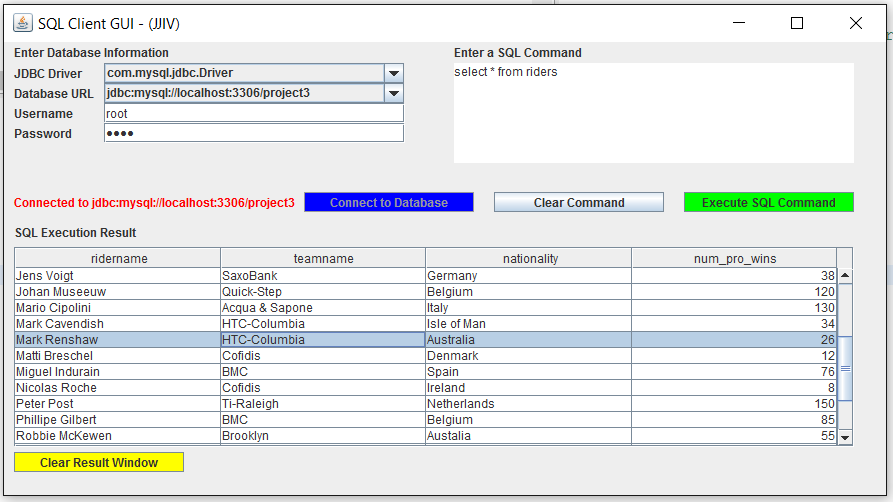 SQL Client GUI - (JJIV)
Enter Database Information
Enter a SQL Command
JDBC Driver com.mysql.jdbc.Driver
select * from riders
Database URL jdbc:mysql://localhost:3306/project3
Username root
Password ●●●●
Connected to jdbc:mysql://localhost:3306/project3 Connect to Database Clear Command Execute SQL Command
SQL Execution Result
ridername teamname nationality num_pro_wins
Jens Voigt SaxoBank Germany 38
Johan Museeuw Quick-Step Belgium 120
Mario Cipolini Acqua & Sapone Italy 130
Mark Cavendish HTC-Columbia Isle of Man 34
Mark Renshaw HTC-Columbia Australia 26
Matti Breschel Cofidis Denmark 12
Miguel Indurain BMC Spain 76
Nicolas Roche Cofidis Ireland 8
Peter Post Ti-Raleigh Netherlands 150
Phillipe Gilbert BMC Belgium 85
Robbie McKewen Brooklyn Austalia 55
Clear Result Window